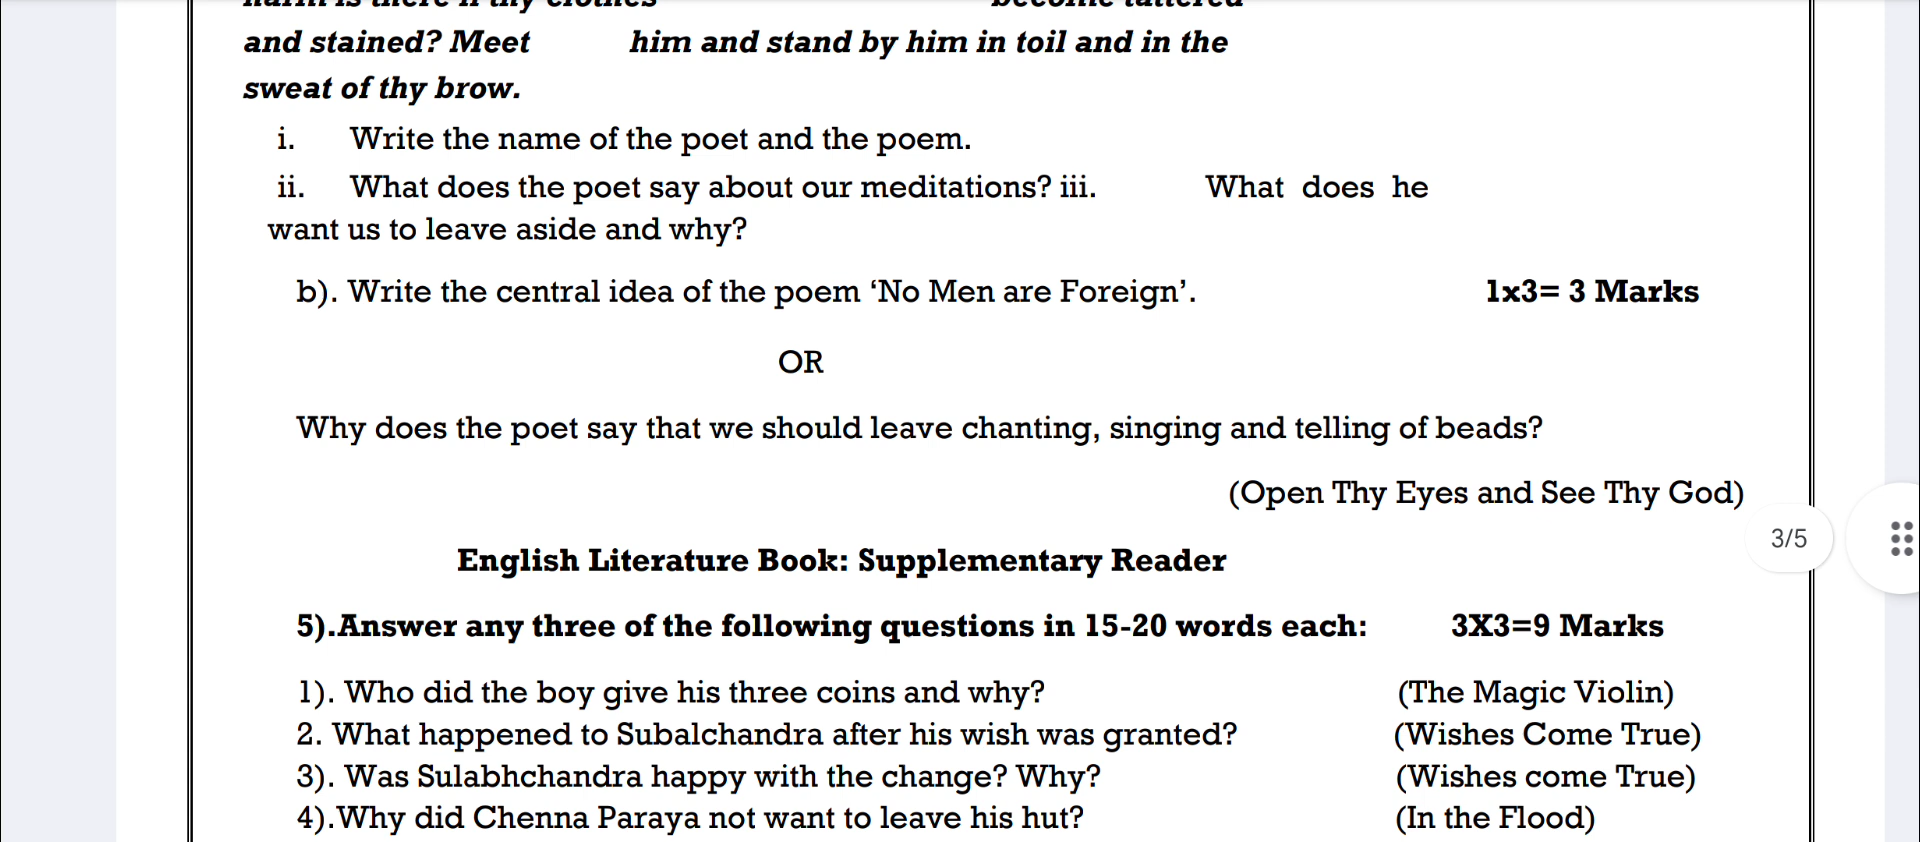 harm is there if thy clothes become tattered
and stained? Meet him and stand by him in toil and in the
sweat of thy brow.
i. Write the name of the poet and the poem.
ii. What does the poet say about our meditations? iii. What does he
want us to leave aside and why?
b). Write the central idea of the poem ‘No Men are Foreign’. 1x3= 3 Marks
OR
Why does the poet say that we should leave chanting, singing and telling of beads?
(Open Thy Eyes and See Thy God)
3/5
English Literature Book: Supplementary Reader
5).Answer any three of the following questions in 15-20 words each: 3X3=9 Marks
1). Who did the boy give his three coins and why? (The Magic Violin)
2. What happened to Subalchandra after his wish was granted? (Wishes Come True)
3). Was Sulabhchandra happy with the change? Why? (Wishes come True)
4).Why did Chenna Paraya not want to leave his hut? (In the Flood)